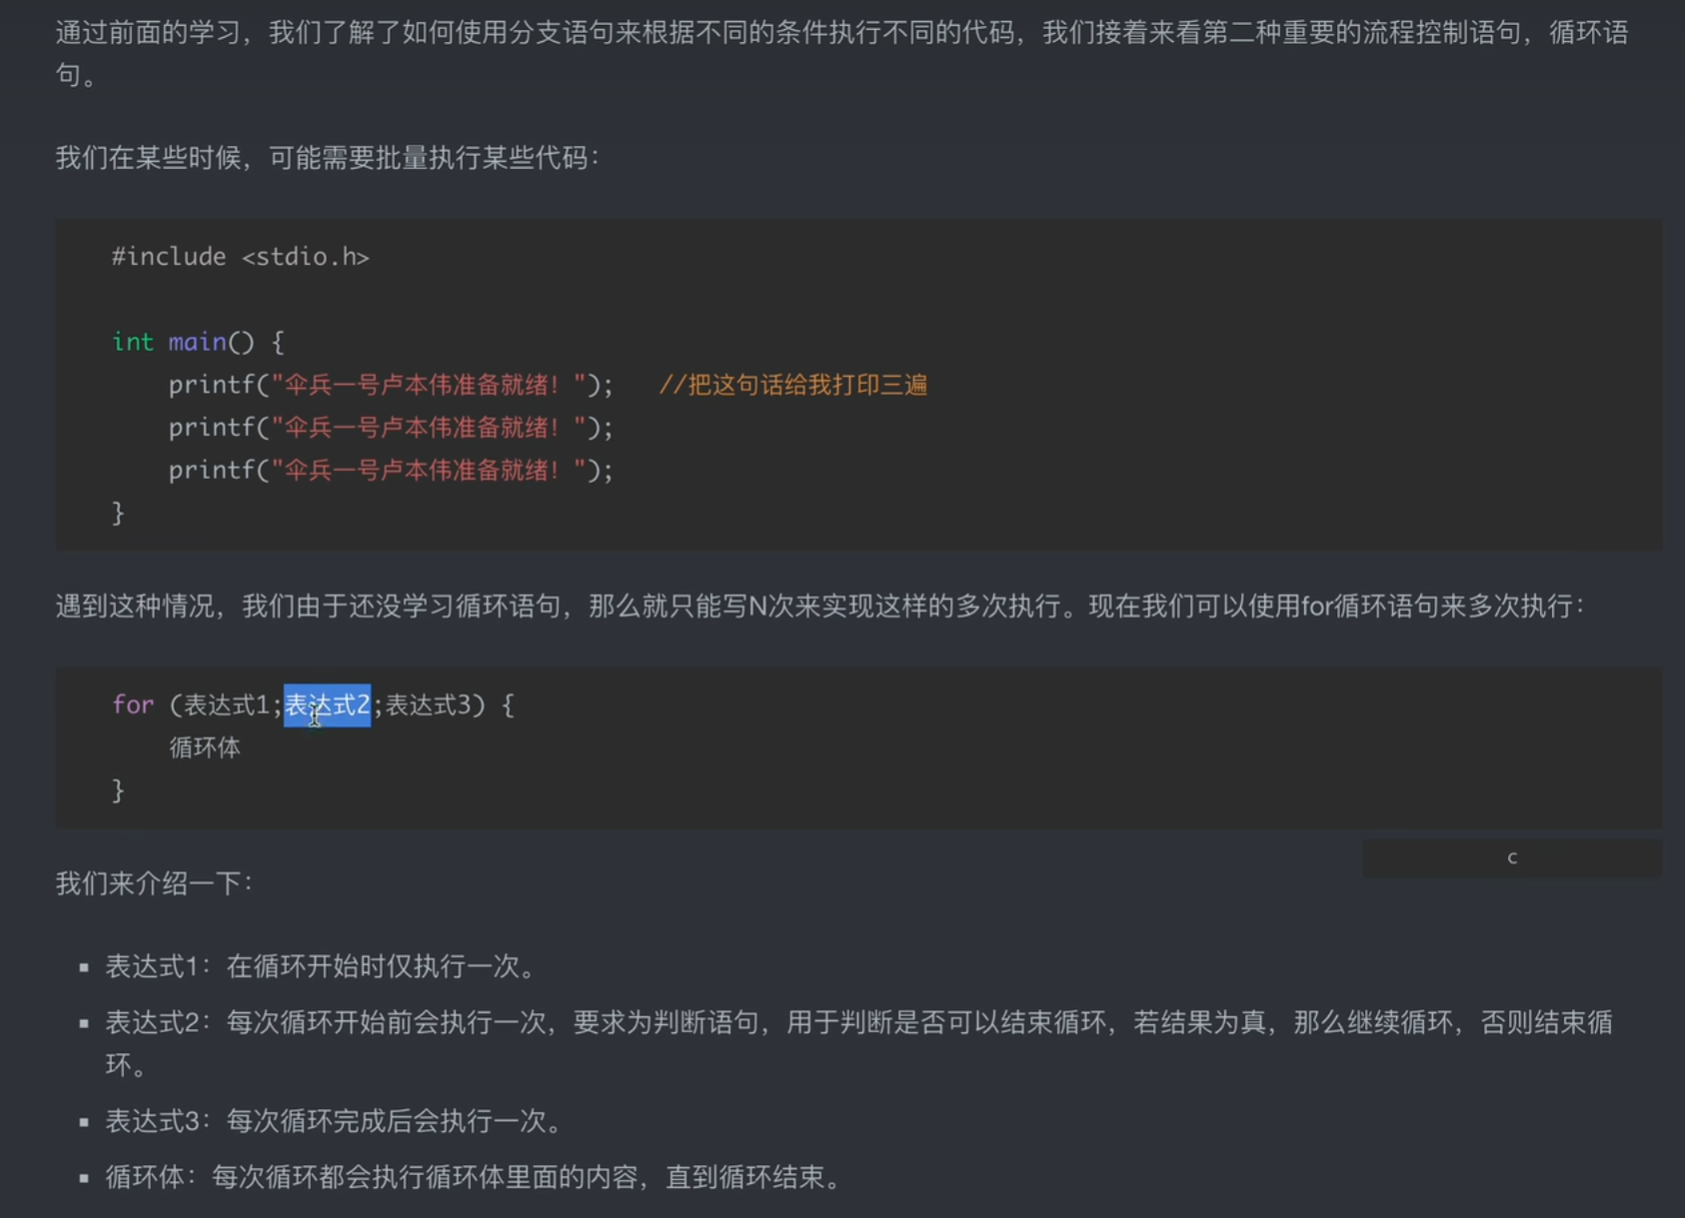 通过前面的学习，我们了解了如何使用分支语句来根据不同的条件执行不同的代码，我们接着来看第二种重要的流程控制语句，循环语
句。
我们在某些时候，可能需要批量执行某些代码：
#include <stdio.h>
int main() {
    printf("伞兵一号卢本伟准备就绪！");   //把这句话给我打印三遍
    printf("伞兵一号卢本伟准备就绪！");
    printf("伞兵一号卢本伟准备就绪！");
}
遇到这种情况，我们由于还没学习循环语句，那么就只能写N次来实现这样的多次执行。现在我们可以使用for循环语句来多次执行：
for (表达式1;表达式2;表达式3) {
    循环体
}
c
我们来介绍一下：
▪ 表达式1：在循环开始时仅执行一次。
▪ 表达式2：每次循环开始前会执行一次，要求为判断语句，用于判断是否可以结束循环，若结果为真，那么继续循环，否则结束循
环。
▪ 表达式3：每次循环完成后会执行一次。
▪ 循环体：每次循环都会执行循环体里面的内容，直到循环结束。